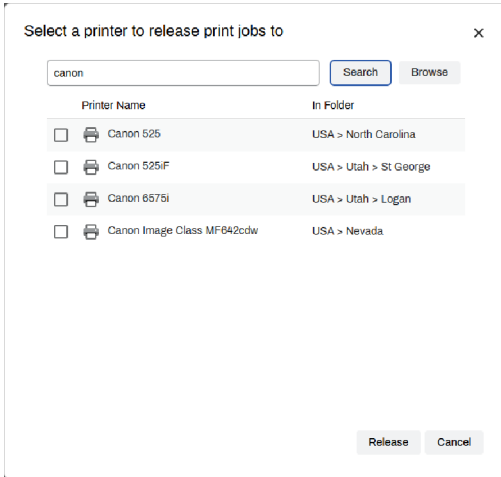 Select a printer to release print jobs to
canon Search Browse
Printer Name In Folder
Canon 525 USA > North Carolina
Canon 525iF USA > Utah > St George
Canon 6575i USA > Utah > Logan
Canon Image Class MF642cdw USA > Nevada
Release Cancel